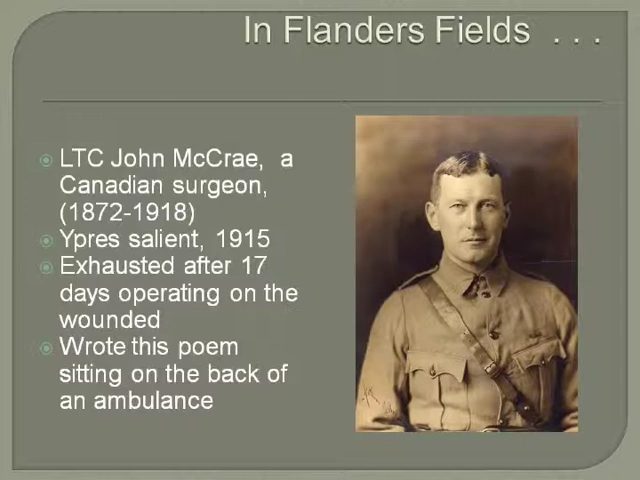 In Flanders Fields . . .
LTC John McCrae, a
Canadian surgeon,
(1872-1918)
Ypres salient, 1915
Exhausted after 17
days operating on the
wounded
Wrote this poem
sitting on the back of
an ambulance